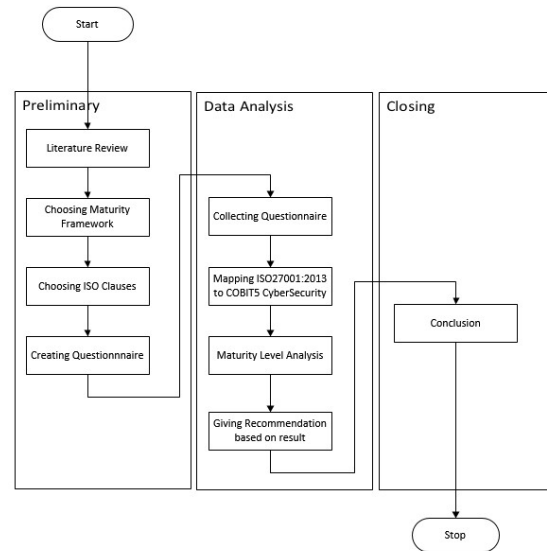 Start
Preliminary
Literature Review
Choosing Maturity
Framework
Choosing ISO Clauses
Creating Questionnnaire
Data Analysis
Collecting Questionnaire
Mapping ISO27001:2013
to COBIT5 CyberSecurity
Maturity Level Analysis
Giving Recommendation
based on result
Closing
Conclusion
Stop